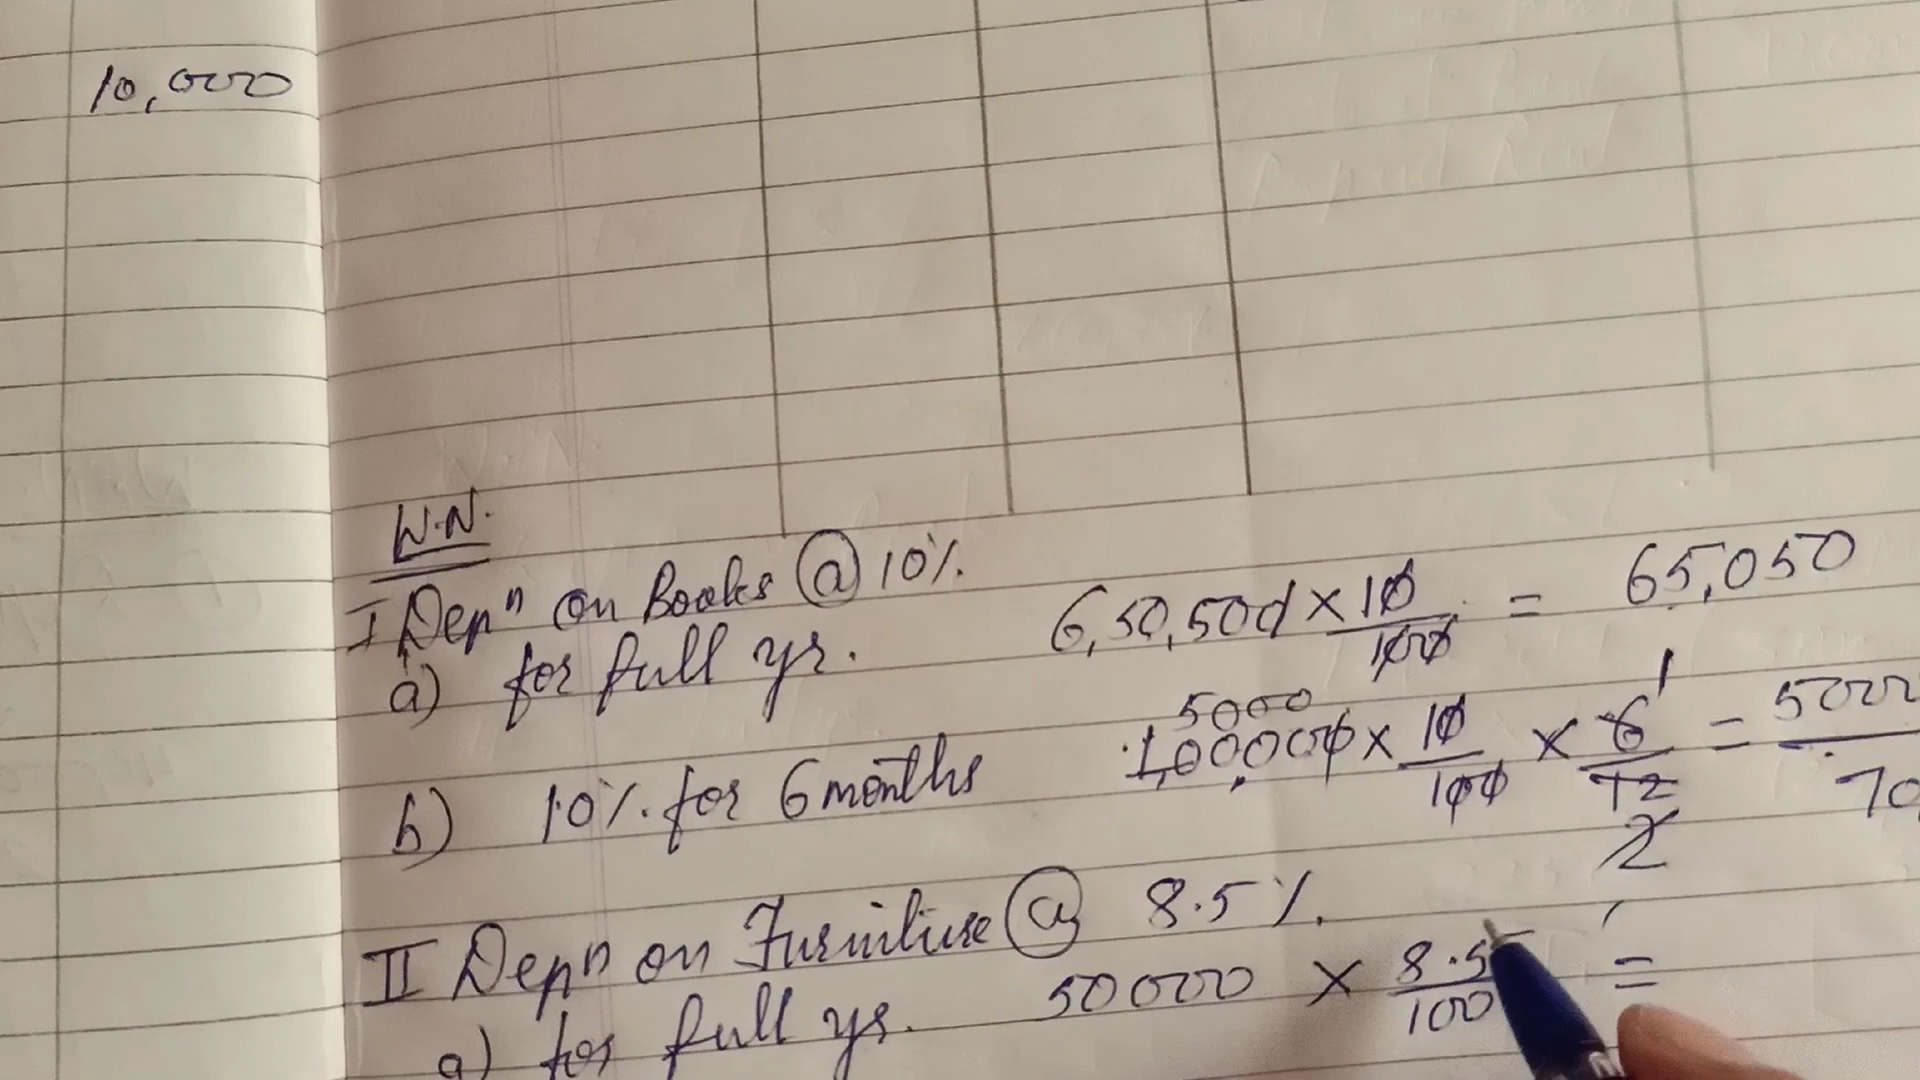 10,000
W.N.
I Depn on Books @ 10%.
a) for full yr. 6,50,500 × 10/100 = 65,050
5000 1
b) 10%. for 6 months 1,00,000 × 10/100 × 6/12 = 5000
2 70
II Depn on Furniture @ 8.5%.
a) for full yr. 50000 × 8.5/100 =